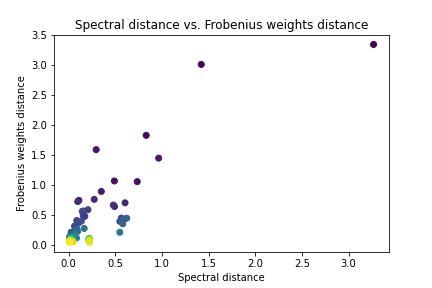 Spectral distance vs. Frobenius weights distance
Frobenius weights distance
3.5
3.0
2.5
2.0
1.5
1.0
0.5
0.0
0.0 0.5 1.0 1.5 2.0 2.5 3.0
Spectral distance